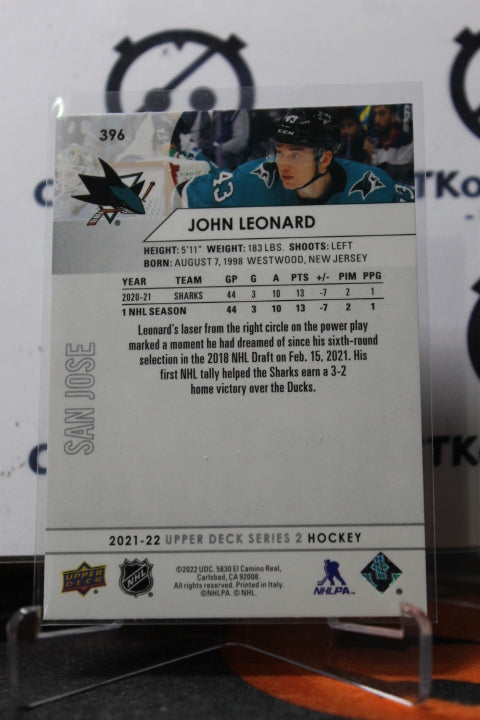 396
43
43
JOHN LEONARD
HEIGHT: 5'11" WEIGHT: 183 LBS. SHOOTS: LEFT
BORN: AUGUST 7, 1998 WESTWOOD, NEW JERSEY
YEAR TEAM GP G A PTS +/- PIM PPG
2020-21 SHARKS 44 3 10 13 -7 2 1
1 NHL SEASON 44 3 10 13 -7 2 1
Leonard's laser from the right circle on the power play
marked a moment he had dreamed of since his sixth-round
selection in the 2018 NHL Draft on Feb. 15, 2021. His
first NHL tally helped the Sharks earn a 3-2
home victory over the Ducks.
SAN JOSE
2021-22 UPPER DECK SERIES 2 HOCKEY
UPPER DECK
NHL
©2022 UDC. 5830 El Camino Real,
Carlsbad, CA 92008.
All rights reserved. Printed in Italy.
©NHLPA. © NHL.
NHLPA